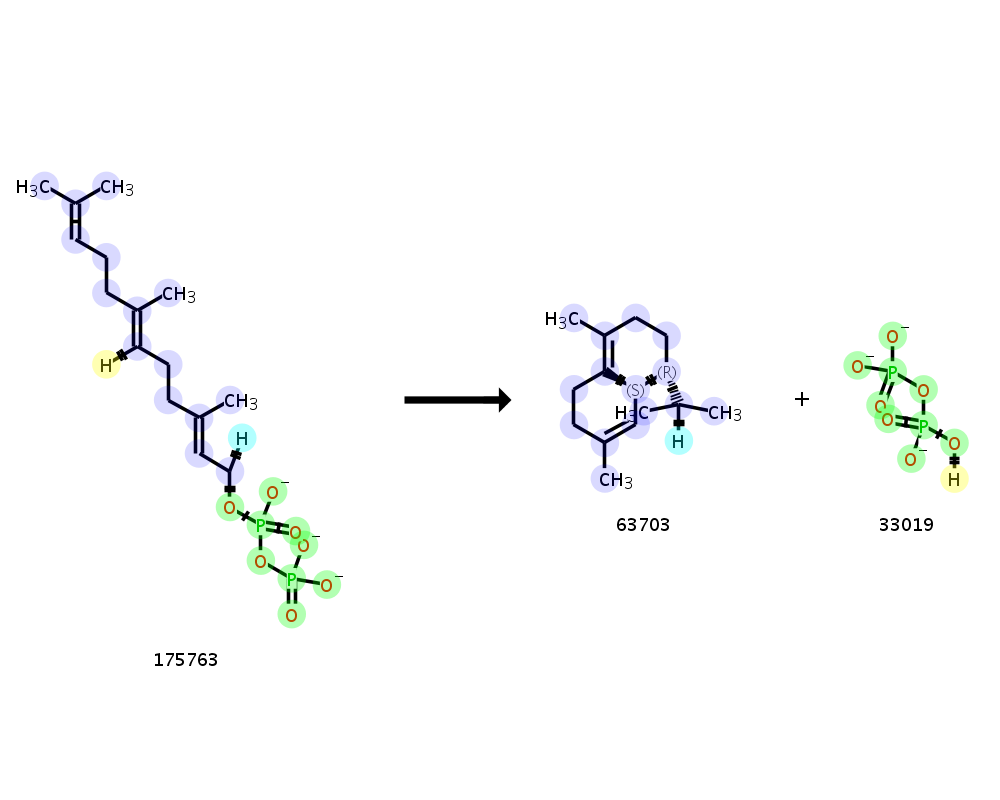 H₃C CH₃
CH₃
H
CH₃
H
O O⁻
P O
O O⁻
P O⁻
O
175763
H₃C
(S) (R)
H₃C CH₃
H
CH₃
63703
+
O⁻
O⁻ P
O
O
O P O
O⁻
H
33019